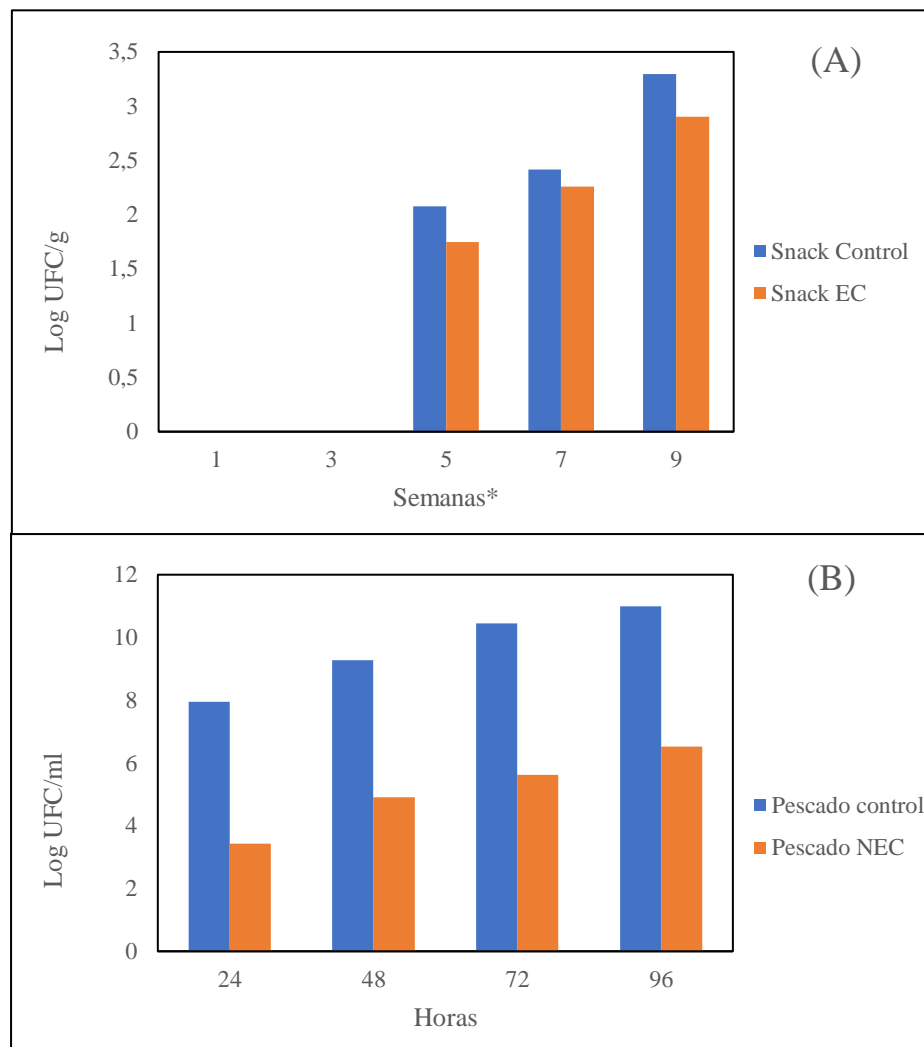 (A)
3,5
3
2,5
2
1,5
1
0,5
0
Log UFC/g
1 3 5 7 9
Semanas*
Snack Control
Snack EC
(B)
12
10
8
6
4
2
0
Log UFC/ml
24 48 72 96
Horas
Pescado control
Pescado NEC